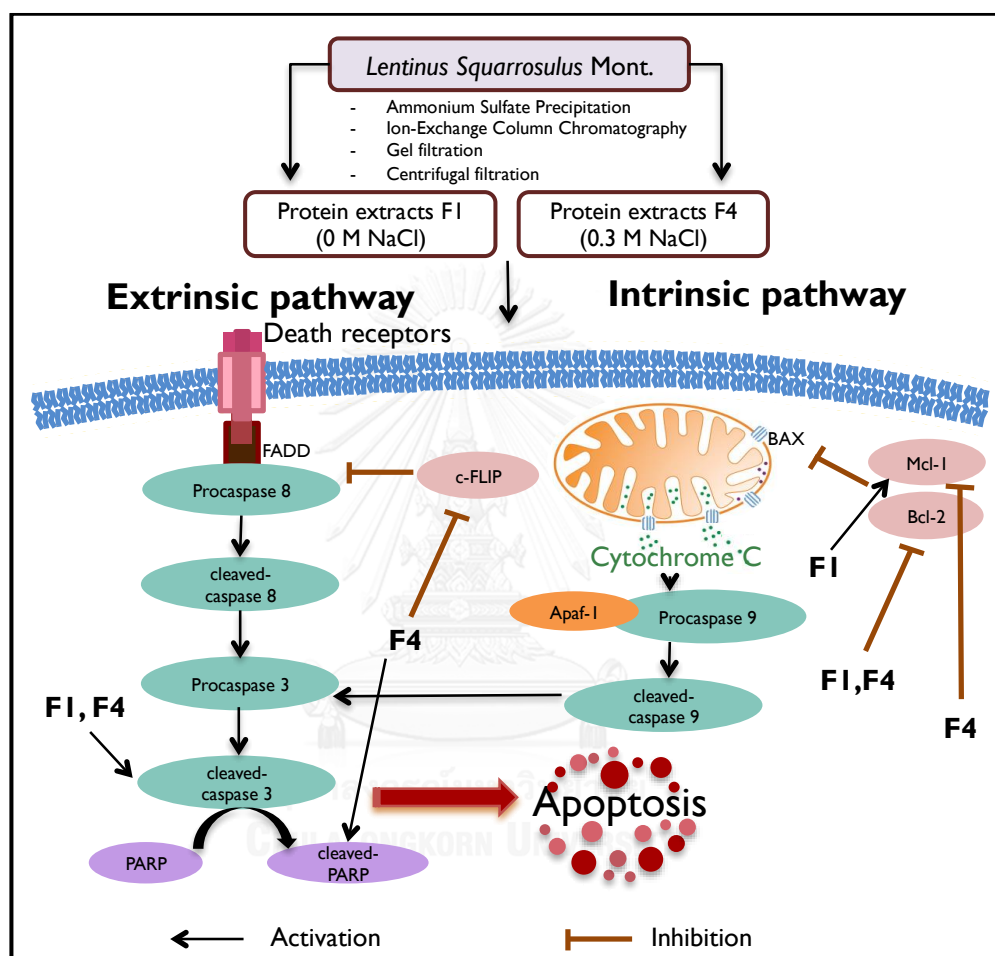 Lentinus Squarrosulus Mont.
- Ammonium Sulfate Precipitation
- Ion-Exchange Column Chromatography
- Gel filtration
- Centrifugal filtration
Protein extracts F1
(0 M NaCl)
Protein extracts F4
(0.3 M NaCl)
Extrinsic pathway
Intrinsic pathway
Death receptors
FADD
Procaspase 8
c-FLIP
BAX
Mcl-1
Bcl-2
Cytochrome C
F1
cleaved-
caspase 8
Apaf-1
Procaspase 9
F4
Procaspase 3
cleaved-
caspase 9
F1,F4
F4
F1, F4
cleaved-
caspase 3
Apoptosis
PARP
cleaved-
PARP
Activation
Inhibition